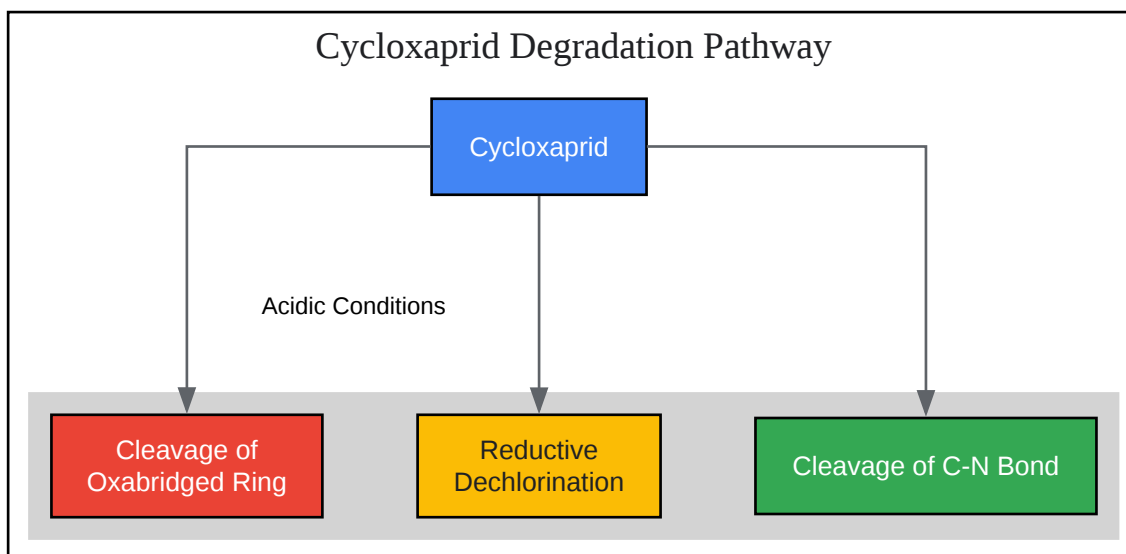 Cycloxaprid Degradation Pathway
Cycloxaprid
Acidic Conditions
Cleavage of
Oxabridged Ring
Reductive
Dechlorination
Cleavage of C-N Bond